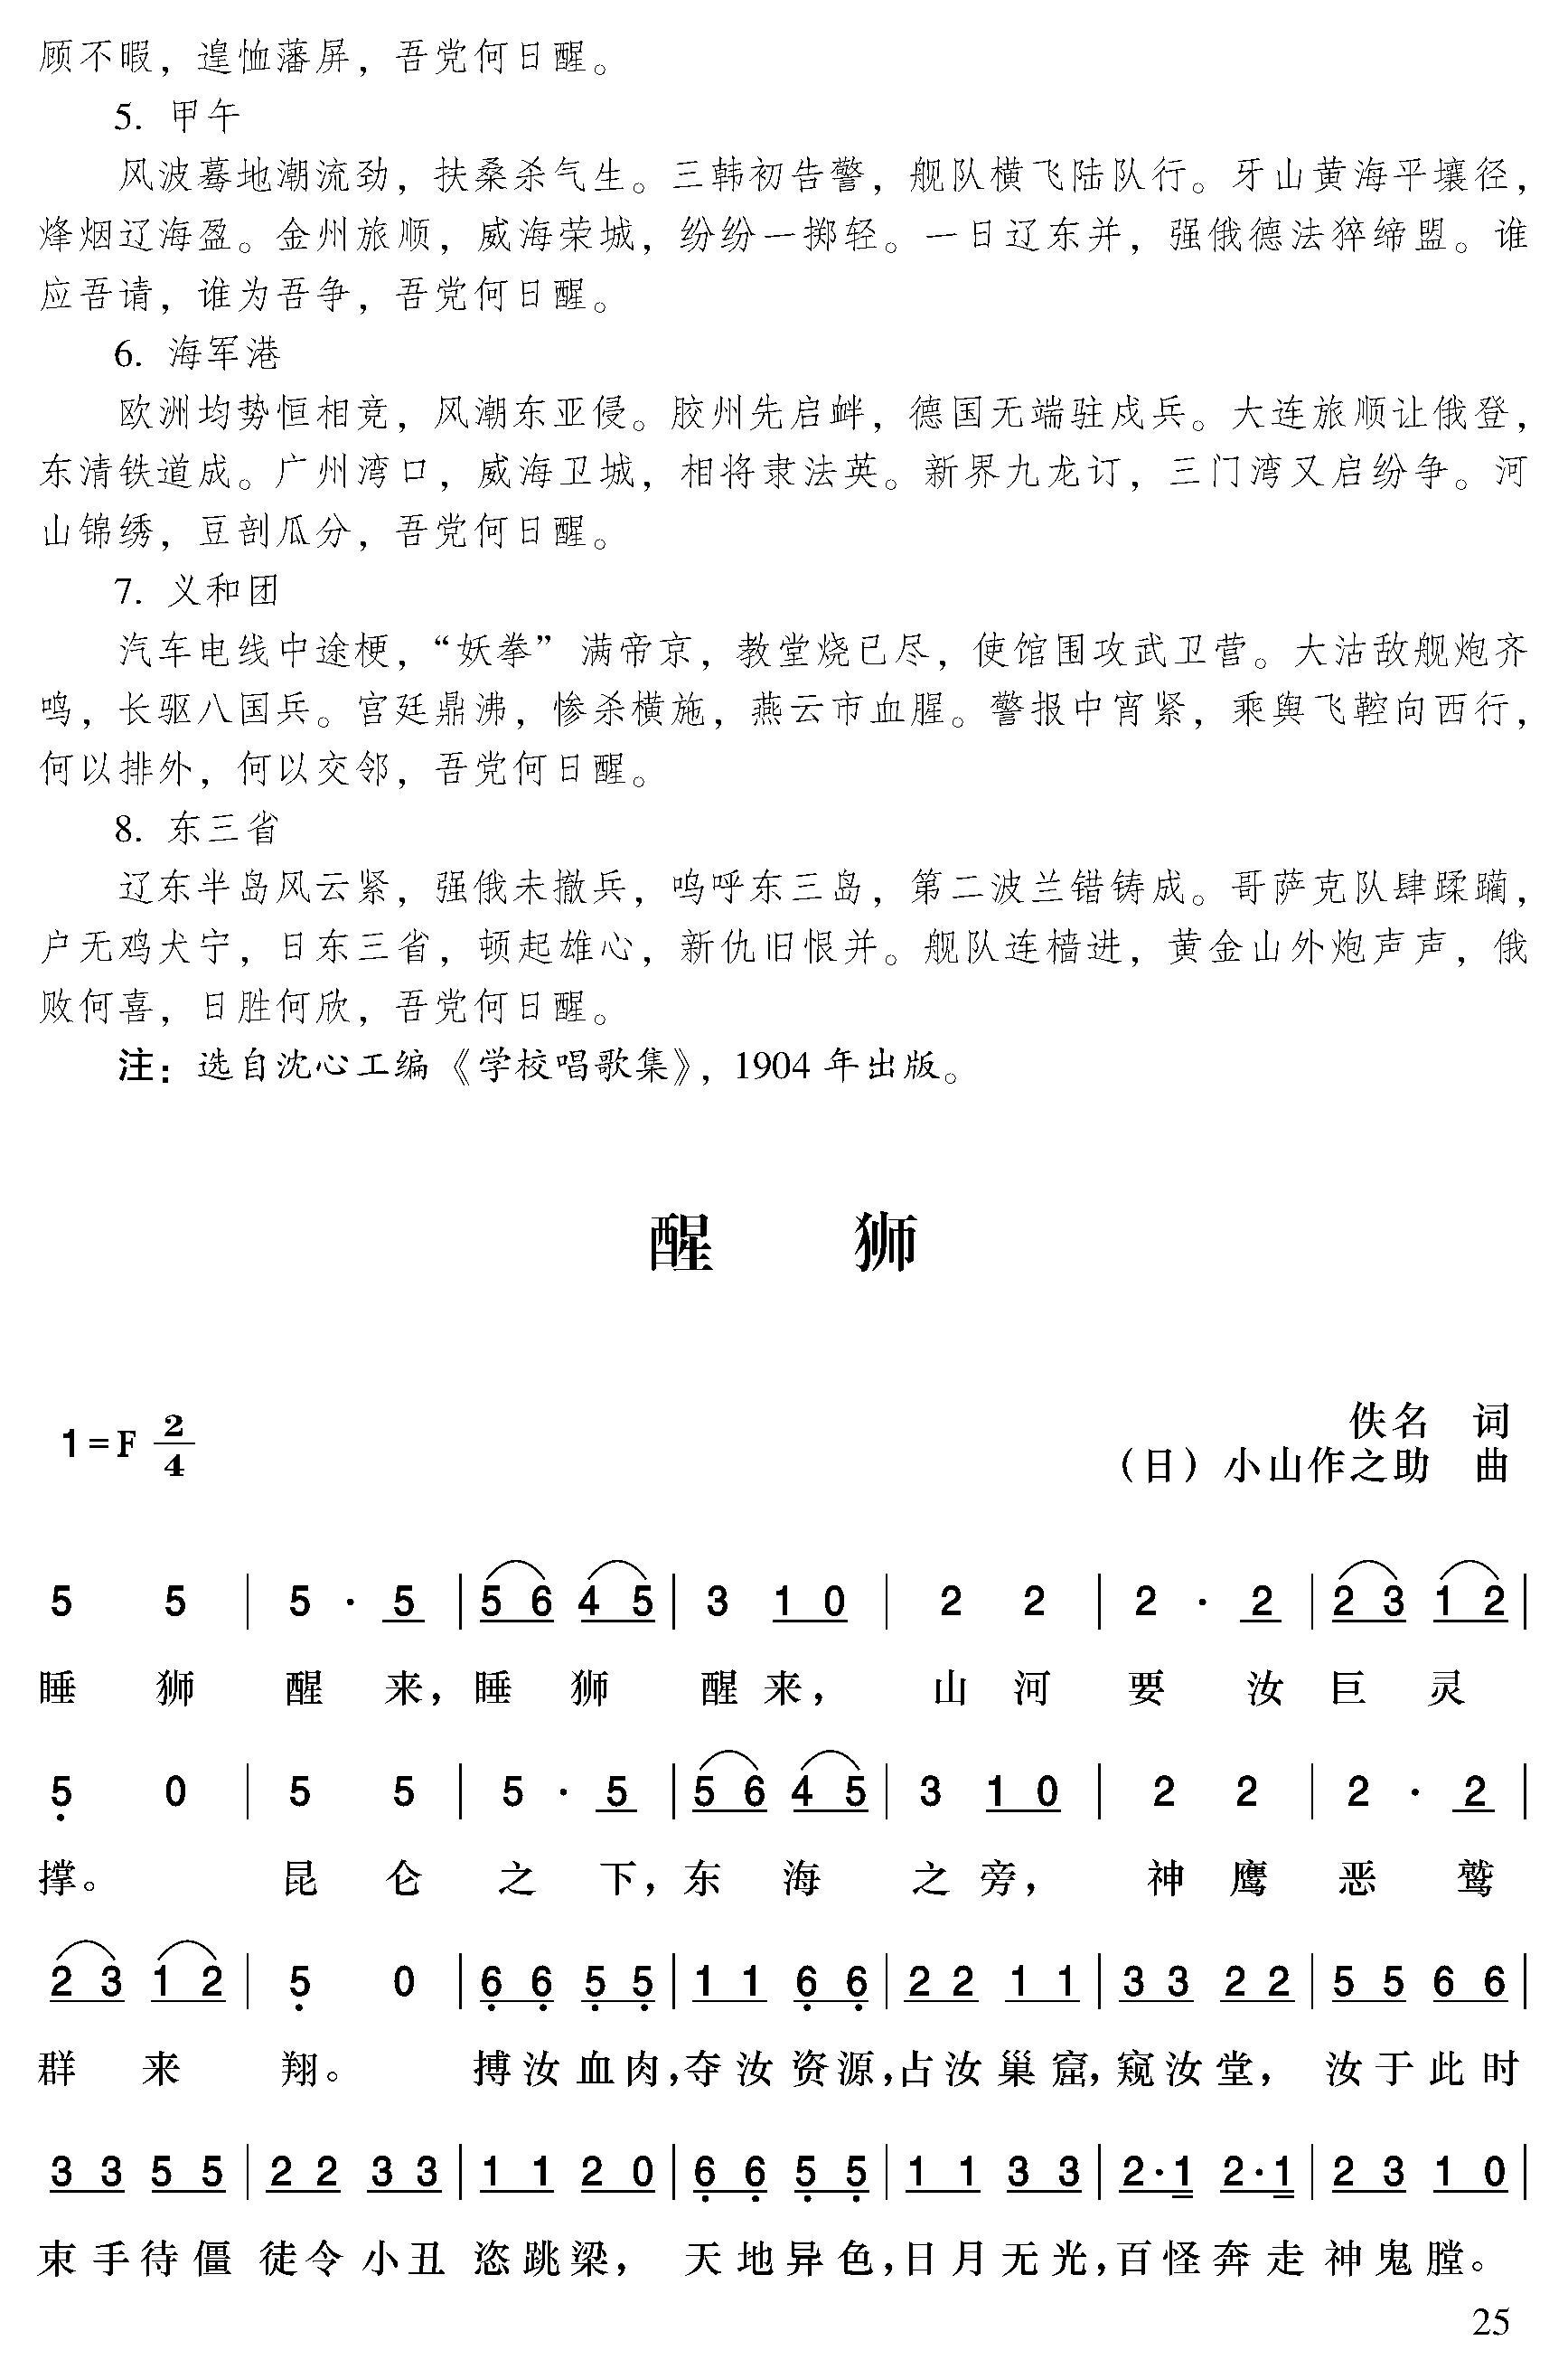 顾不暇，遑恤藩屏，吾党何日醒。
5. 甲午
风波蓦地潮流劲，扶桑杀气生。三韩初告警，舰队横飞陆队行。牙山黄海平壤径，
烽烟辽海盈。金州旅顺，威海荣城，纷纷一掷轻。一日辽东并，强俄德法猝缔盟。谁
应吾请，谁为吾争，吾党何日醒。
6. 海军港
欧洲均势恒相竞，风潮东亚侵。胶州先启衅，德国无端驻戍兵。大连旅顺让俄登，
东清铁道成。广州湾口，威海卫城，相将隶法英。新界九龙订，三门湾又启纷争。河
山锦绣，豆剖瓜分，吾党何日醒。
7. 义和团
汽车电线中途梗，“妖拳”满帝京，教堂烧已尽，使馆围攻武卫营。大沽敌舰炮齐
鸣，长驱八国兵。宫廷鼎沸，惨杀横施，燕云市血腥。警报中宵紧，乘舆飞鞚向西行，
何以排外，何以交邻，吾党何日醒。
8. 东三省
辽东半岛风云紧，强俄未撤兵，呜呼东三岛，第二波兰错铸成。哥萨克队肆蹂躏，
户无鸡犬宁，日东三省，顿起雄心，新仇旧恨并。舰队连樯进，黄金山外炮声声，俄
败何喜，日胜何欣，吾党何日醒。
注：选自沈心工编《学校唱歌集》，1904 年出版。
醒 狮
1=F 2/4
佚名 词
（日）小山作之助 曲
5 5 | 5 · 5 | 5 6 4 5 | 3 1 0 | 2 2 | 2 · 2 | 2 3 1 2 |
睡 狮 醒 来，睡 狮 醒 来， 山 河 要 汝 巨 灵
5 0 | 5 5 | 5 · 5 | 5 6 4 5 | 3 1 0 | 2 2 | 2 · 2 |
撑。 昆 仑 之 下，东 海 之 旁， 神 鹰 恶 鹫
2 3 1 2 | 5 0 | 6 6 5 5 | 1 1 6 6 | 2 2 1 1 | 3 3 2 2 | 5 5 6 6 |
群 来 翔。 搏 汝 血 肉，夺 汝 资 源，占 汝 巢 窟，窥 汝 堂， 汝 于 此 时
3 3 5 5 | 2 2 3 3 | 1 1 2 0 | 6 6 5 5 | 1 1 3 3 | 2·1 2·1 | 2 3 1 0 |
束 手 待 僵 徒 令 小 丑 恣 跳 梁， 天 地 异 色，日 月 无 光，百 怪 奔 走 神 鬼 膛。
25